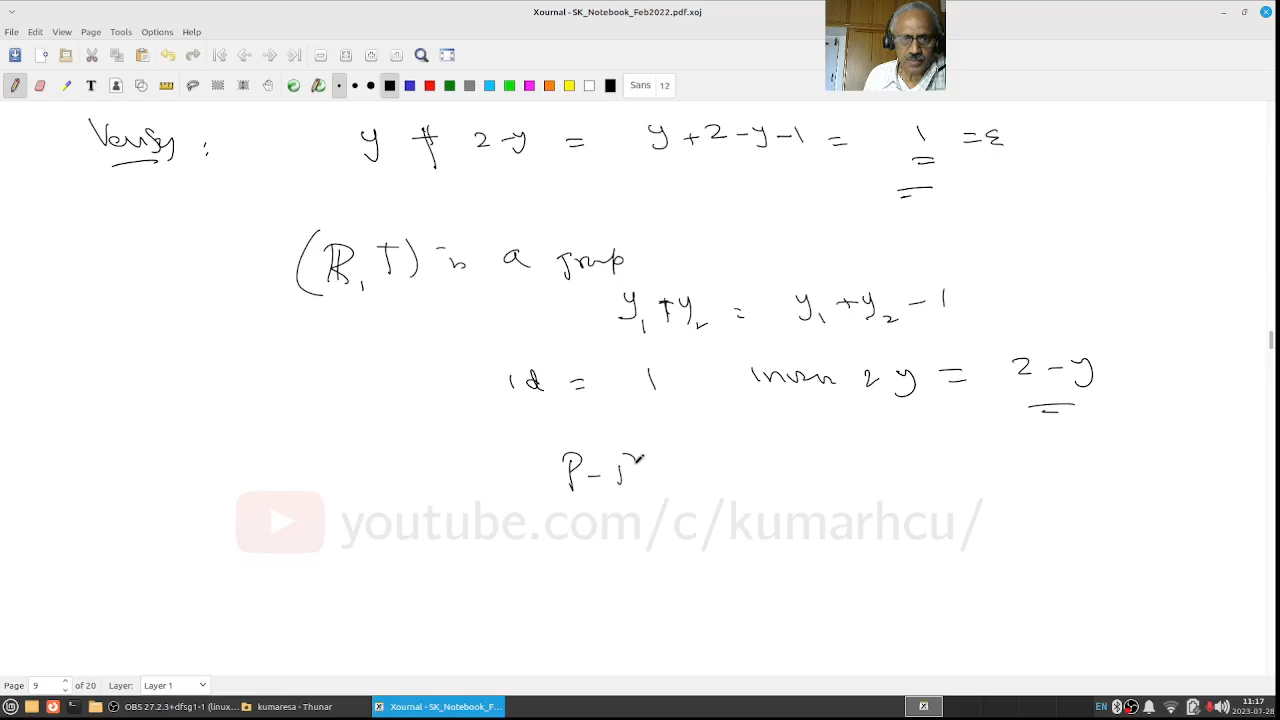 Xournal - SK_Notebook_Feb2022.pdf.xoj
File Edit View Page Tools Options Help
Sans 12
Verify : y † 2-y = y+2-y-1 = 1 = ε
(ℝ, †) is a group
y₁ † y₂ = y₁ + y₂ - 1
id = 1 inverse y = 2 - y
P -
youtube.com/c/kumarhcu/
Page 9 of 20 Layer: Layer 1
OBS 27.2.3+dfsg1-1 (linux... kumaresa - Thunar Xournal - SK_Notebook_F... EN 11:17
2023-07-28